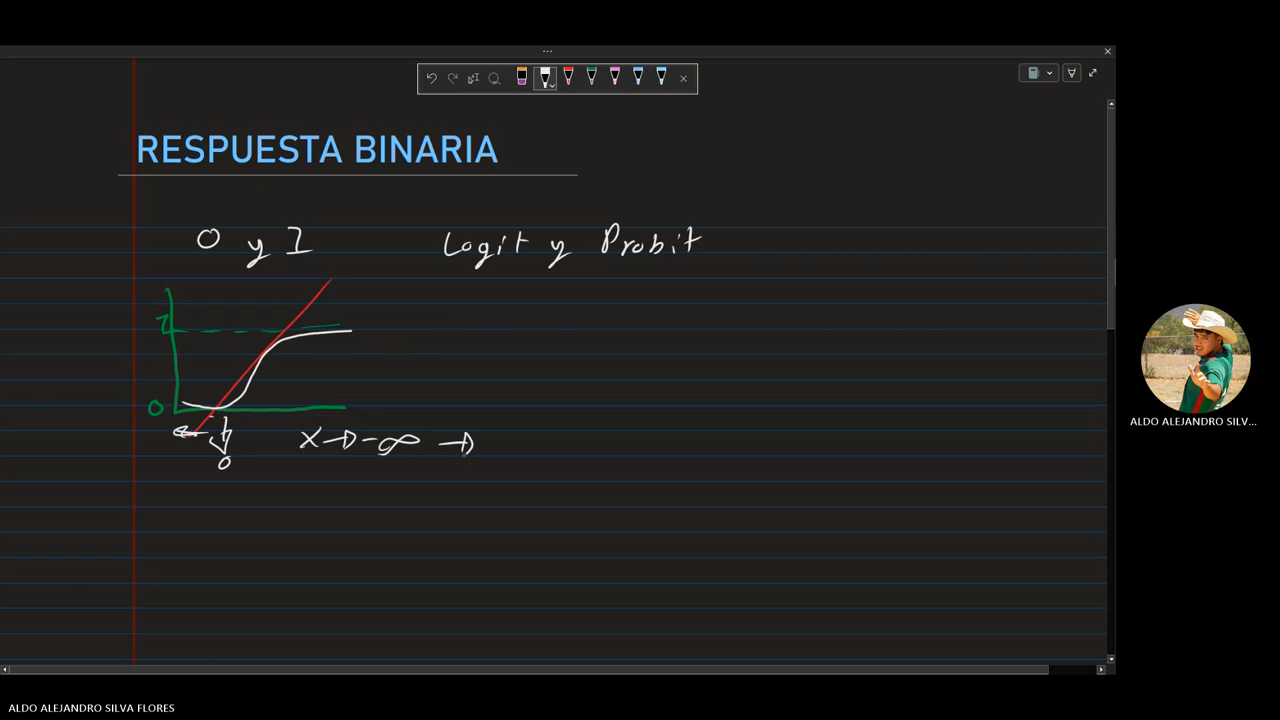 RESPUESTA BINARIA
0 y 1 Logit y Probit
1
0
X → -∞ →
0
ALDO ALEJANDRO SILV...
ALDO ALEJANDRO SILVA FLORES